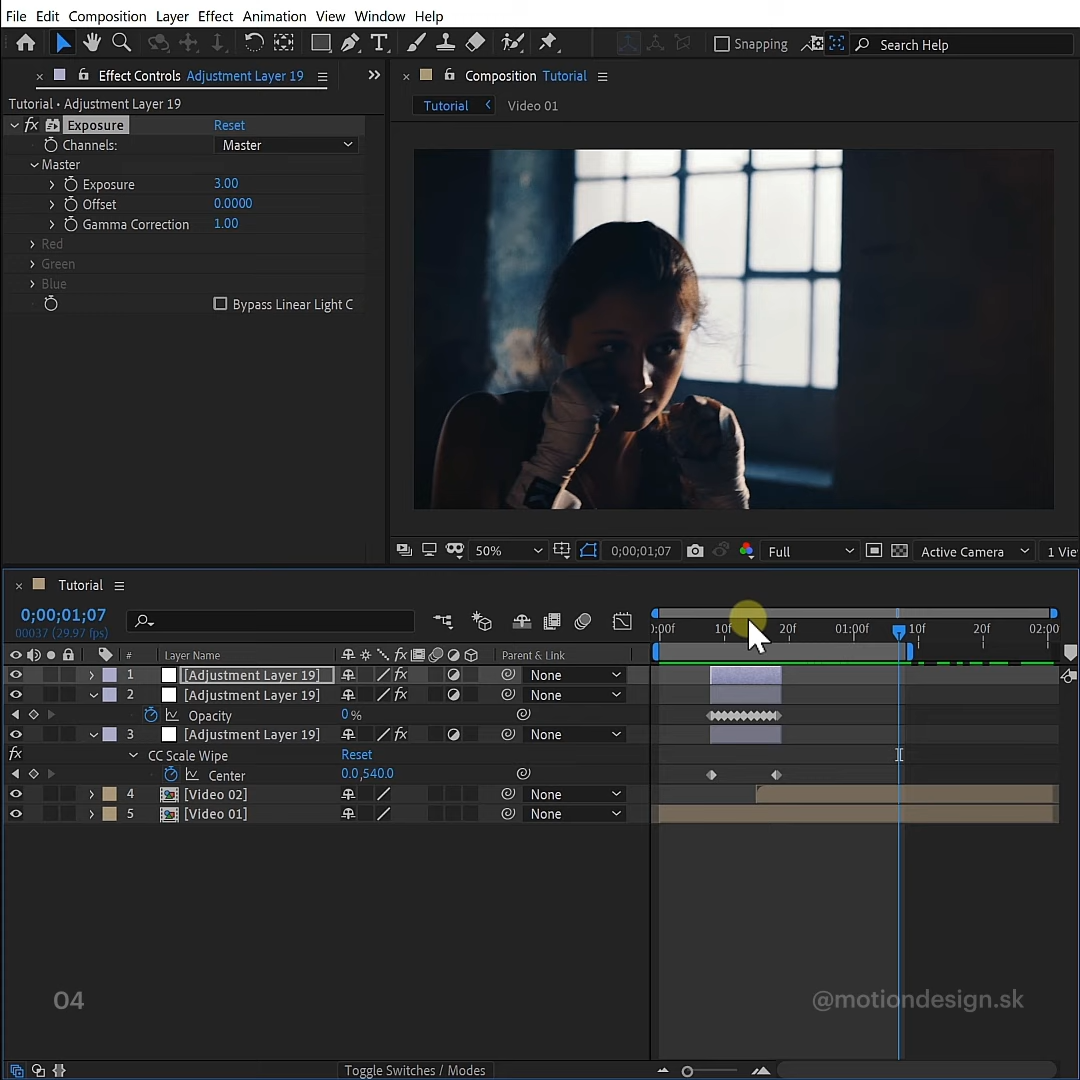 File Edit Composition Layer Effect Animation View Window Help
Snapping Search Help
Effect Controls Adjustment Layer 19
Composition Tutorial
Tutorial • Adjustment Layer 19
Tutorial Video 01
fx Exposure Reset
Channels: Master
Master
Exposure 3.00
Offset 0.0000
Gamma Correction 1.00
Red
Green
Blue
Bypass Linear Light C
50% 0;00;01;07 Full Active Camera 1 Vie
Tutorial
0;00;01;07
00037 (29.97 fps)
):00f 10f 20f 01:00f 10f 20f 02:00
# Layer Name fx Parent & Link
1 [Adjustment Layer 19] fx None
2 [Adjustment Layer 19] fx None
Opacity 0 %
3 [Adjustment Layer 19] fx None
fx CC Scale Wipe Reset
Center 0.0,540.0
4 [Video 02] None
5 [Video 01] None
04 @motiondesign.sk
Toggle Switches / Modes